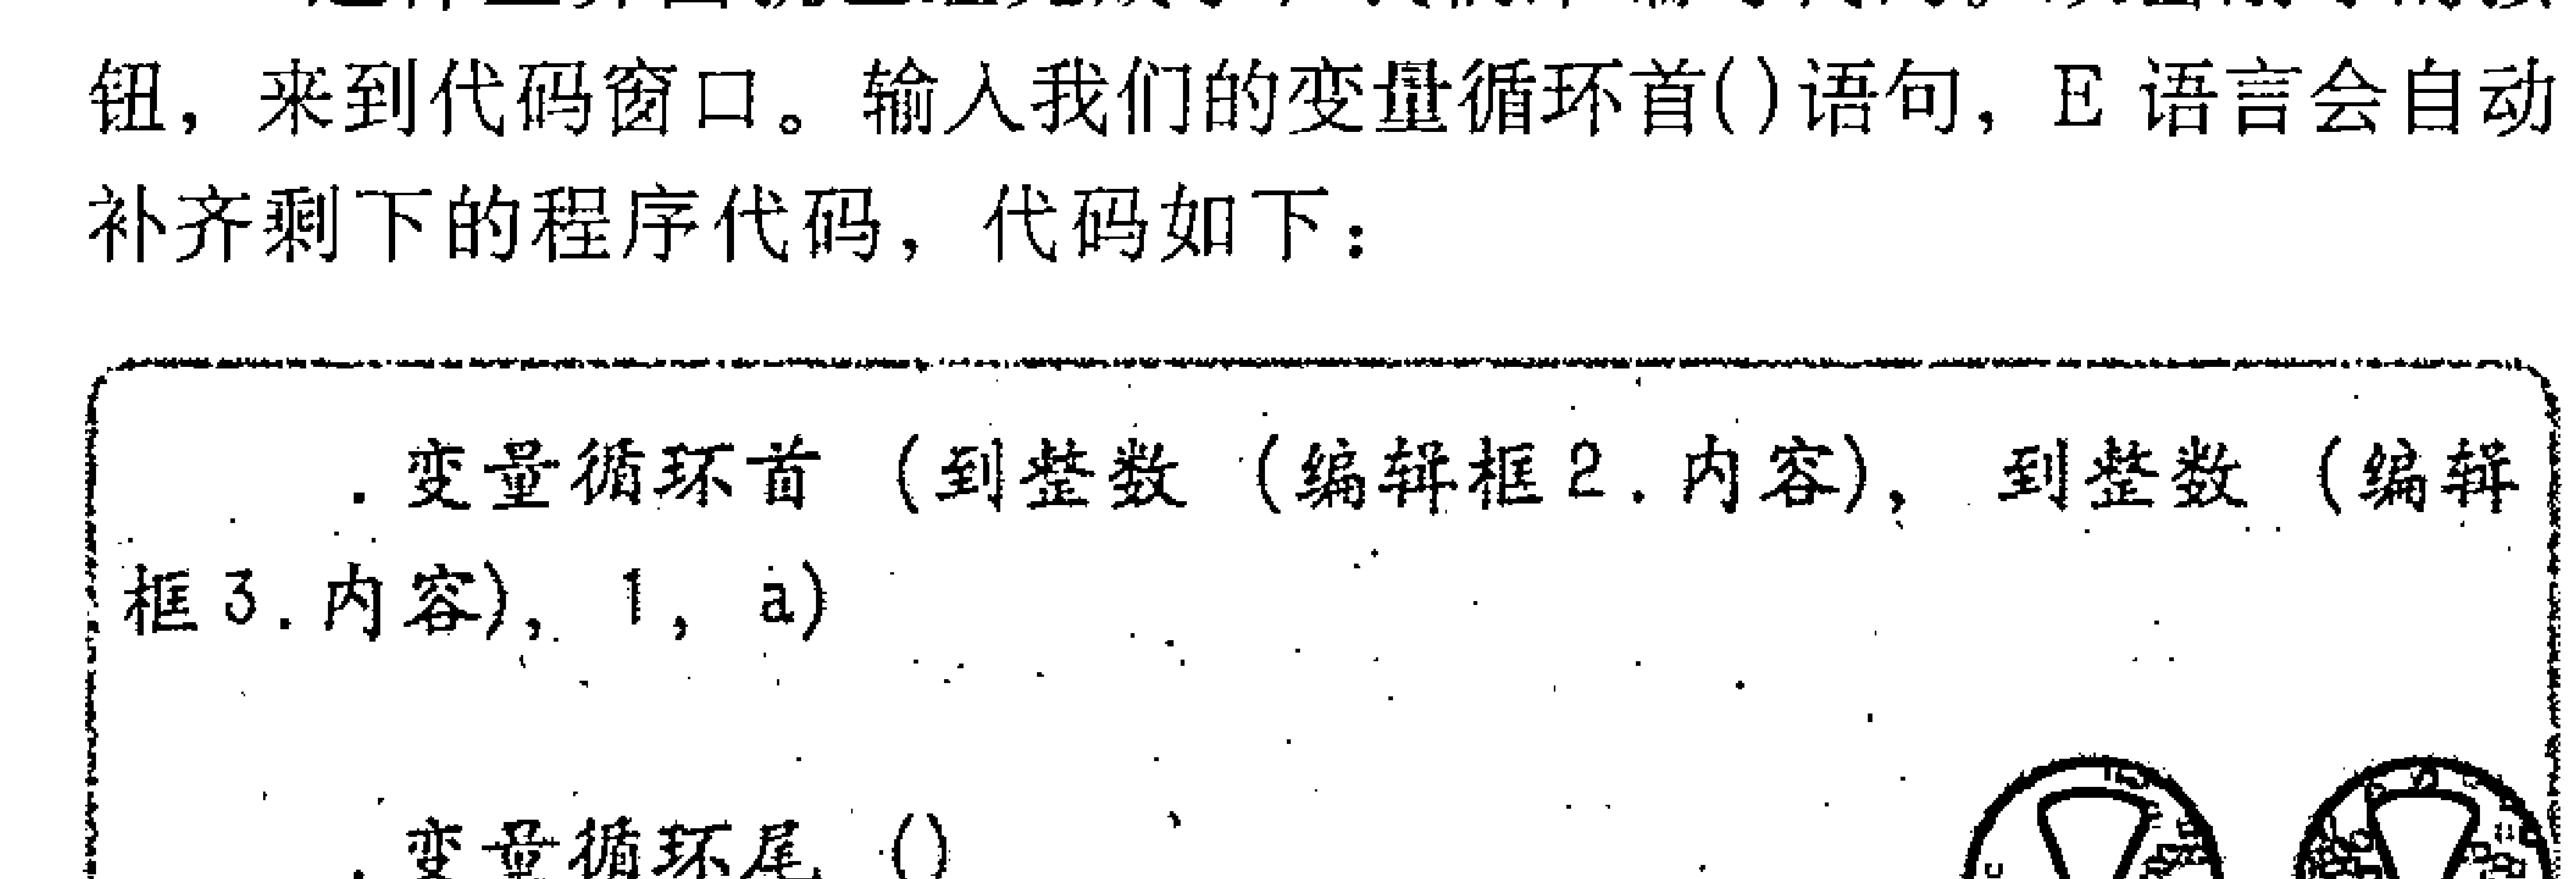 钮，来到代码窗口。输入我们的变量循环首()语句，E 语言会自动
补齐剩下的程序代码，代码如下：
.变量循环首 (到整数 (编辑框2.内容)， 到整数 (编辑
框3.内容)，1，a)
.变量循环尾 ()